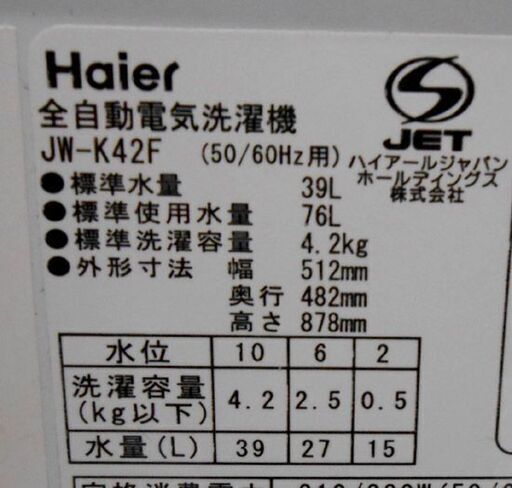 Haier
全自動電気洗濯機
JW-K42F (50/60Hz用)
S
JET
ハイアールジャパン
ホールディングス
株式会社
●標準水量 39L
●標準使用水量 76L
●標準洗濯容量 4.2kg
●外形寸法 幅 512mm
奥行 482mm
高さ 878mm
水位 10 6 2
洗濯容量
(kg以下) 4.2 2.5 0.5
水量(L) 39 27 15